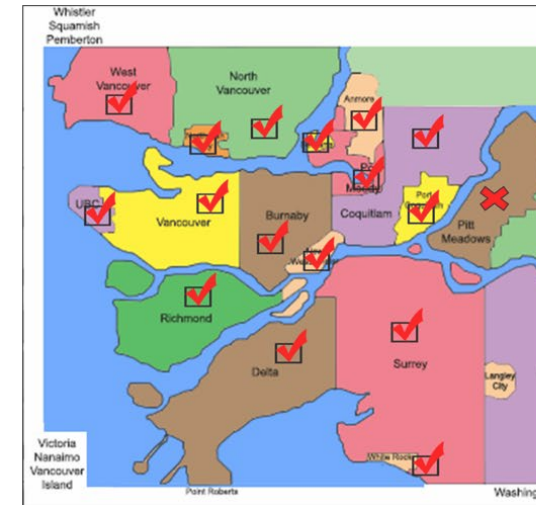 Whistler
Squamish
Pemberton
West
Vancouver
North
Vancouver
Anmore
UBC
Vancouver
Burnaby
Coquitlam
Pitt
Meadows
Richmond
Delta
Surrey
Langley
City
White Rock
Victoria
Nanaimo
Vancouver
Island
Point Roberts
Washing